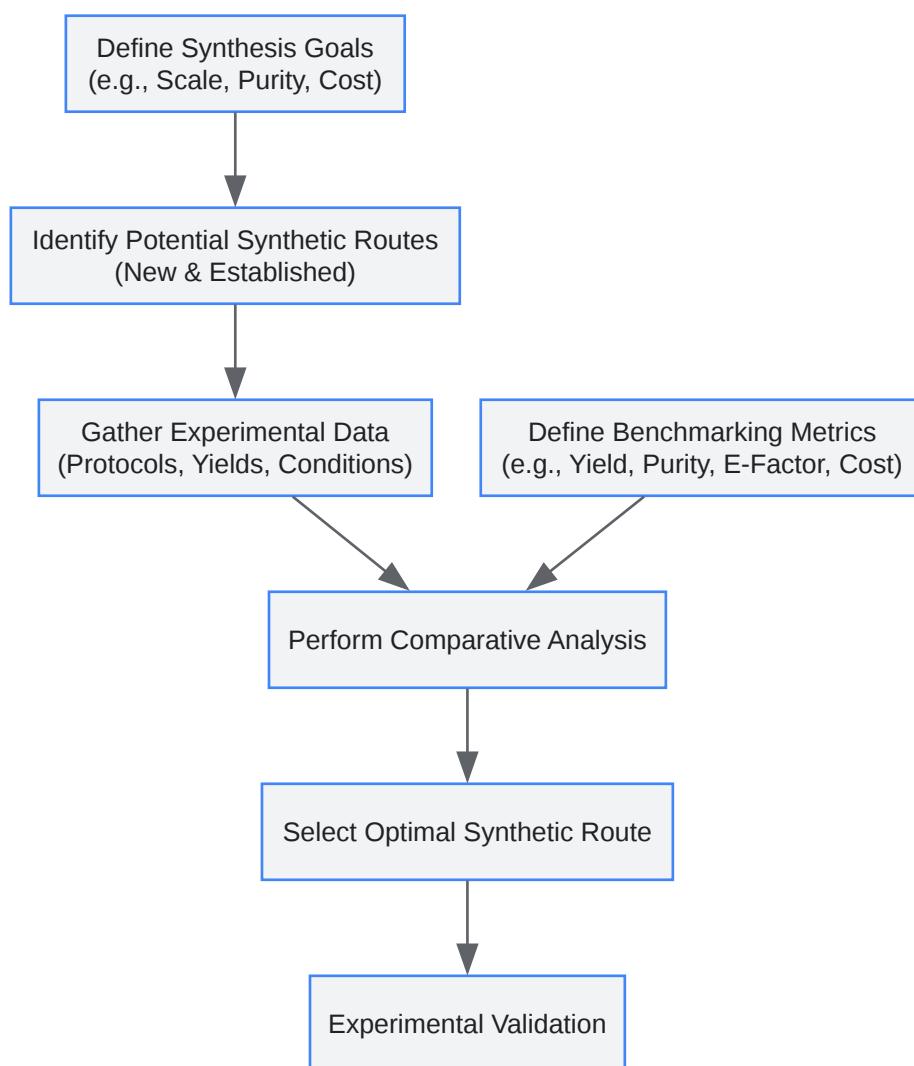 Define Synthesis Goals
(e.g., Scale, Purity, Cost)
Identify Potential Synthetic Routes
(New & Established)
Gather Experimental Data
(Protocols, Yields, Conditions)
Define Benchmarking Metrics
(e.g., Yield, Purity, E-Factor, Cost)
Perform Comparative Analysis
Select Optimal Synthetic Route
Experimental Validation